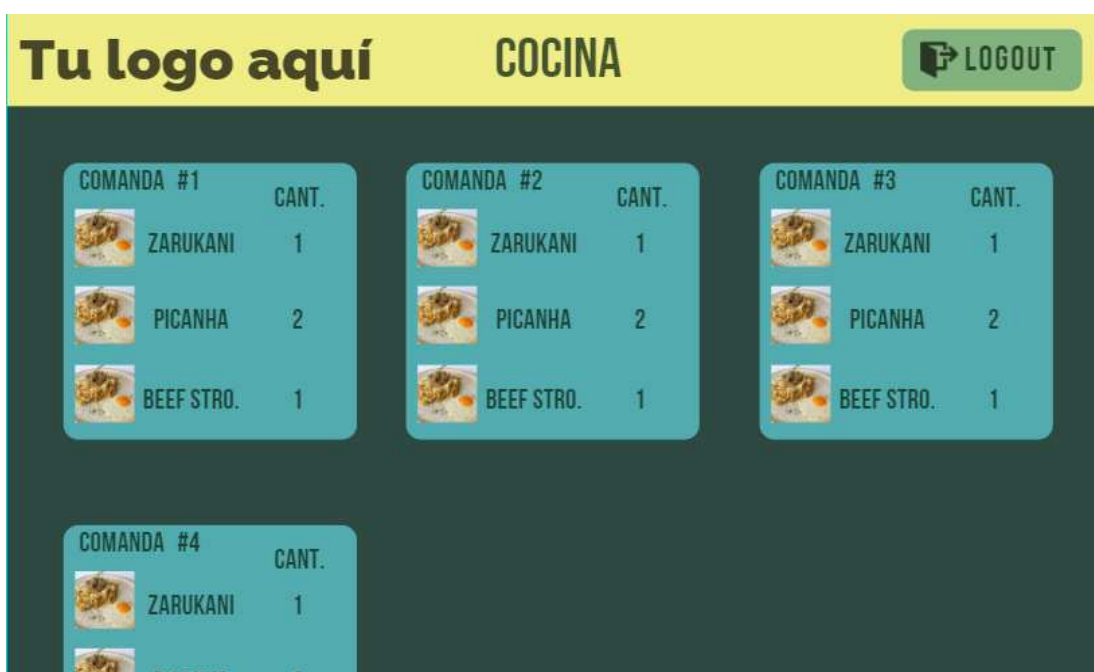 Tu logo aquí
COCINA
LOGOUT
COMANDA #1
CANT.
ZARUKANI 1
PICANHA 2
BEEF STRO. 1
COMANDA #2
CANT.
ZARUKANI 1
PICANHA 2
BEEF STRO. 1
COMANDA #3
CANT.
ZARUKANI 1
PICANHA 2
BEEF STRO. 1
COMANDA #4
CANT.
ZARUKANI 1